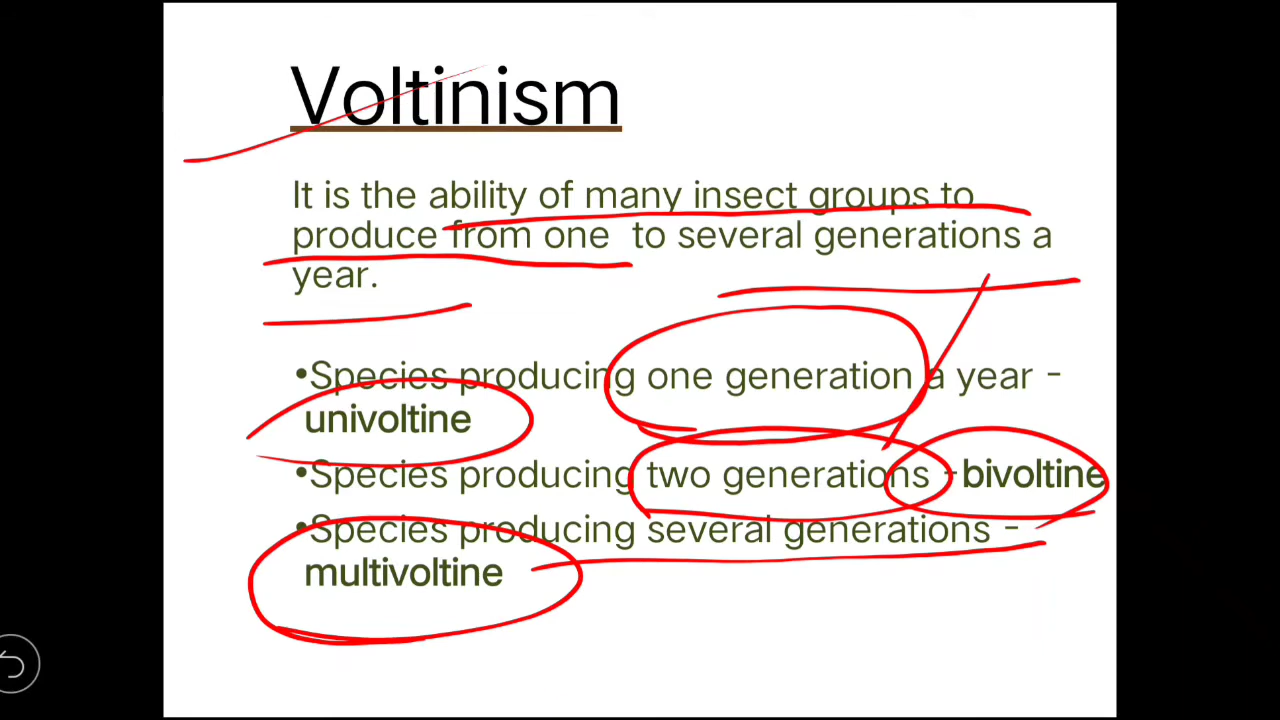 Voltinism
It is the ability of many insect groups to
produce from one to several generations a
year.
•Species producing one generation a year -
univoltine
•Species producing two generations -bivoltine
•Species producing several generations -
multivoltine